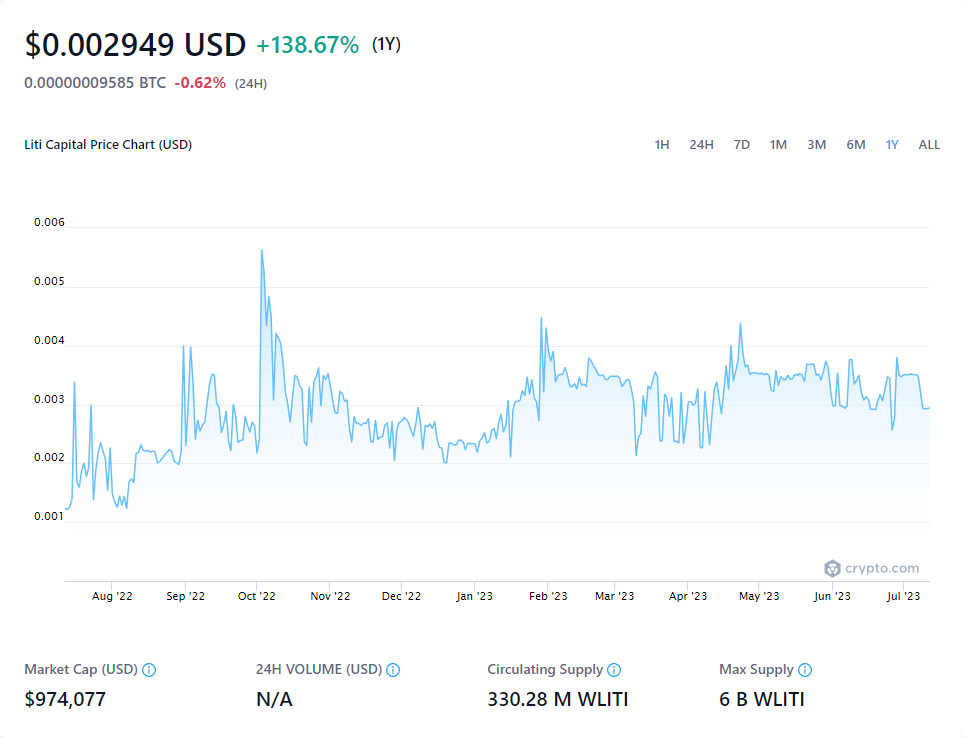 $0.002949 USD +138.67% (1Y)
0.00000009585 BTC -0.62% (24H)
Liti Capital Price Chart (USD) 1H 24H 7D 1M 3M 6M 1Y ALL
0.006
0.005
0.004
0.003
0.002
0.001
crypto.com
Aug '22 Sep '22 Oct '22 Nov '22 Dec '22 Jan '23 Feb '23 Mar '23 Apr '23 May '23 Jun '23 Jul '23
Market Cap (USD) 24H VOLUME (USD) Circulating Supply Max Supply
$974,077 N/A 330.28 M WLITI 6 B WLITI